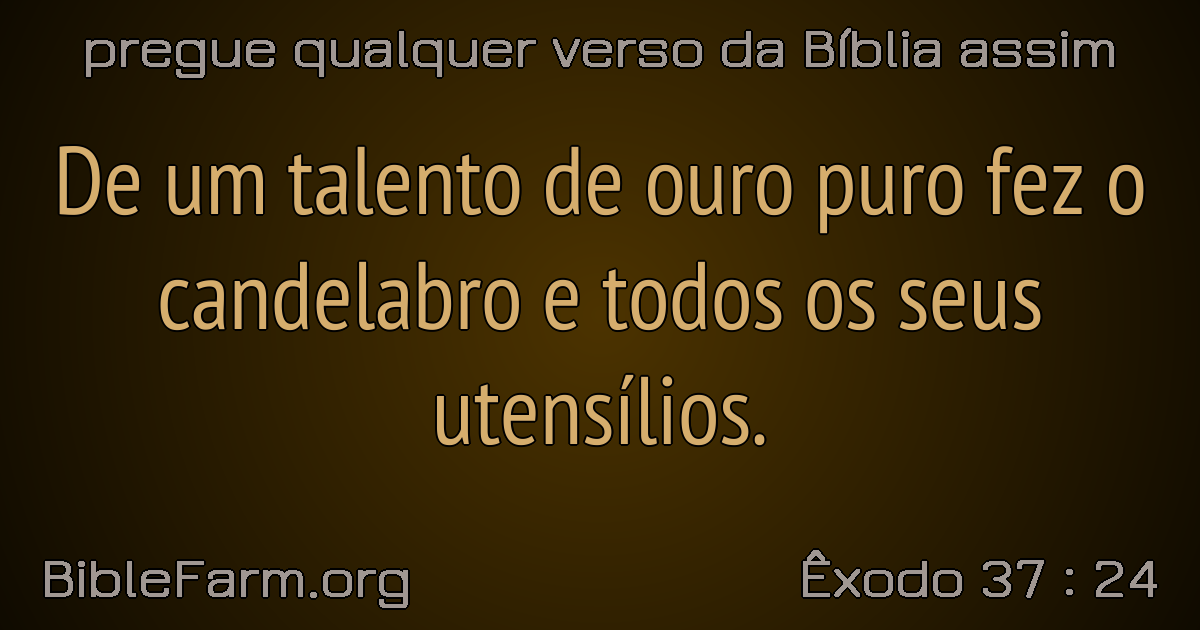 pregue qualquer verso da Bíblia assim
De um talento de ouro puro fez o
candelabro e todos os seus
utensílios.
BibleFarm.org
Êxodo 37 : 24